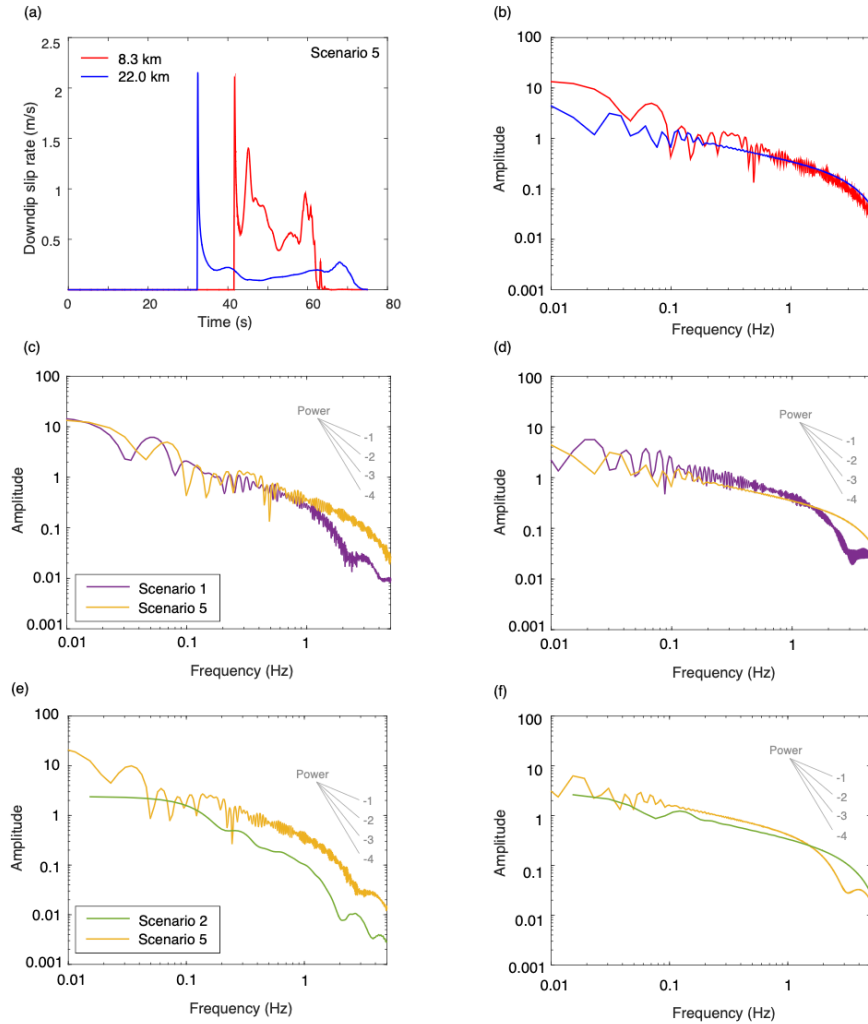 (a)
2.5
2
1.5
1
0.5
0
20
40
60
80
Downdip slip rate (m/s)
Time (s)
8.3 km
22.0 km
Scenario 5
(b)
100
10
1
0.1
0.01
0.001
0.01
0.1
1
Amplitude
Frequency (Hz)
(c)
100
10
1
0.1
0.01
0.001
0.01
0.1
1
Amplitude
Frequency (Hz)
Power
-1
-2
-3
-4
Scenario 1
Scenario 5
(d)
100
10
1
0.1
0.01
0.001
0.01
0.1
1
Amplitude
Frequency (Hz)
Power
-1
-2
-3
-4
(e)
100
10
1
0.1
0.01
0.001
0.01
0.1
1
Amplitude
Frequency (Hz)
Power
-1
-2
-3
-4
Scenario 2
Scenario 5
(f)
100
10
1
0.1
0.01
0.001
0.01
0.1
1
Amplitude
Frequency (Hz)
Power
-1
-2
-3
-4